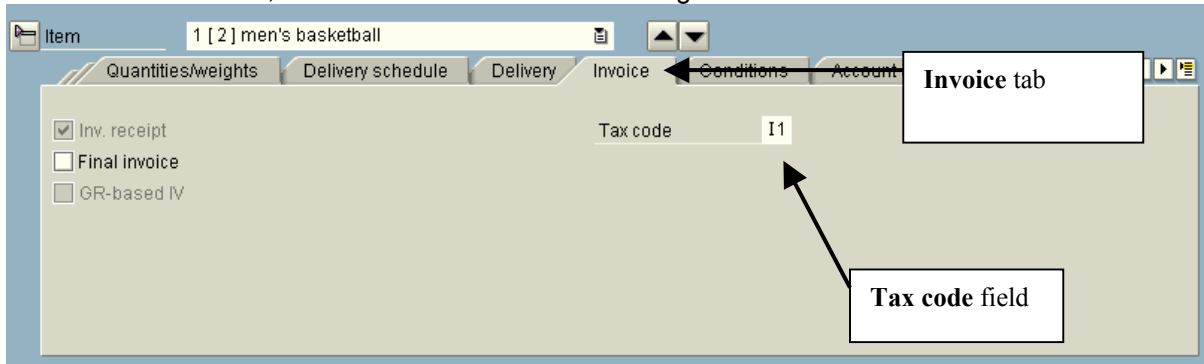 Item 1 [ 2 ] men's basketball
Quantities/weights Delivery schedule Delivery Invoice Conditions Account
Invoice tab
Inv. receipt Tax code I1
Final invoice
GR-based IV
Tax code field